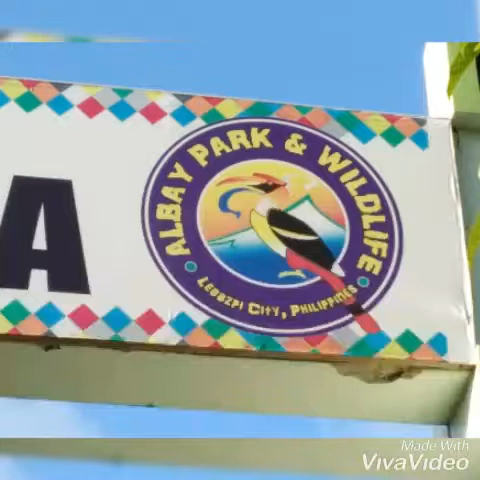 A
ALBAY PARK & WILDLIFE
LEGAZPI CITY, PHILIPPINES
Made With
VivaVideo